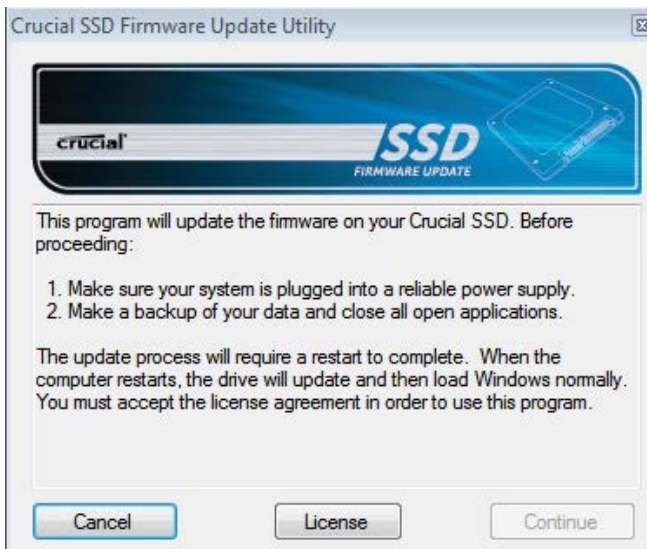 Crucial SSD Firmware Update Utility
crucial
SSD
FIRMWARE UPDATE
This program will update the firmware on your Crucial SSD. Before
proceeding:
1. Make sure your system is plugged into a reliable power supply.
2. Make a backup of your data and close all open applications.
The update process will require a restart to complete. When the
computer restarts, the drive will update and then load Windows normally.
You must accept the license agreement in order to use this program.
Cancel
License
Continue